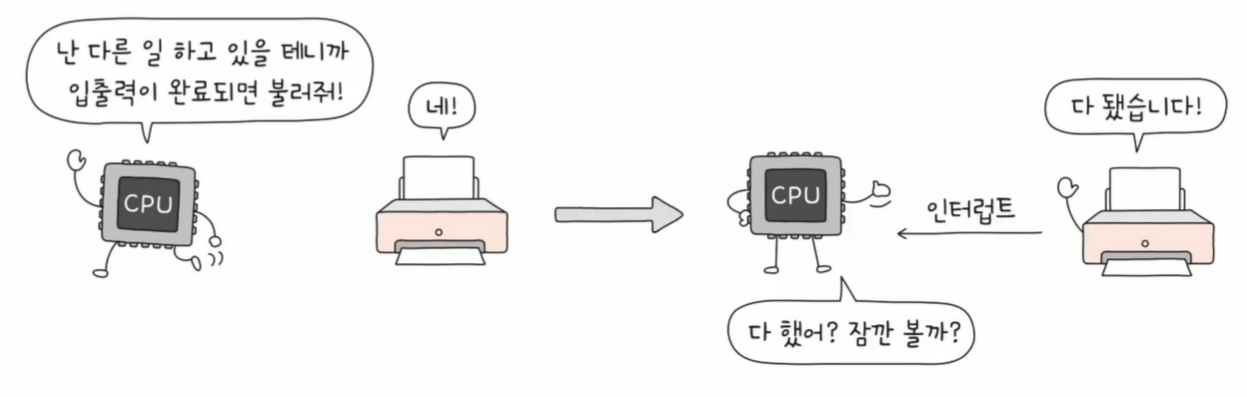 난 다른 일 하고 있을 테니까
입출력이 완료되면 불러줘!
CPU
네!
CPU
다 했어? 잠깐 볼까?
인터럽트
다 됐습니다!